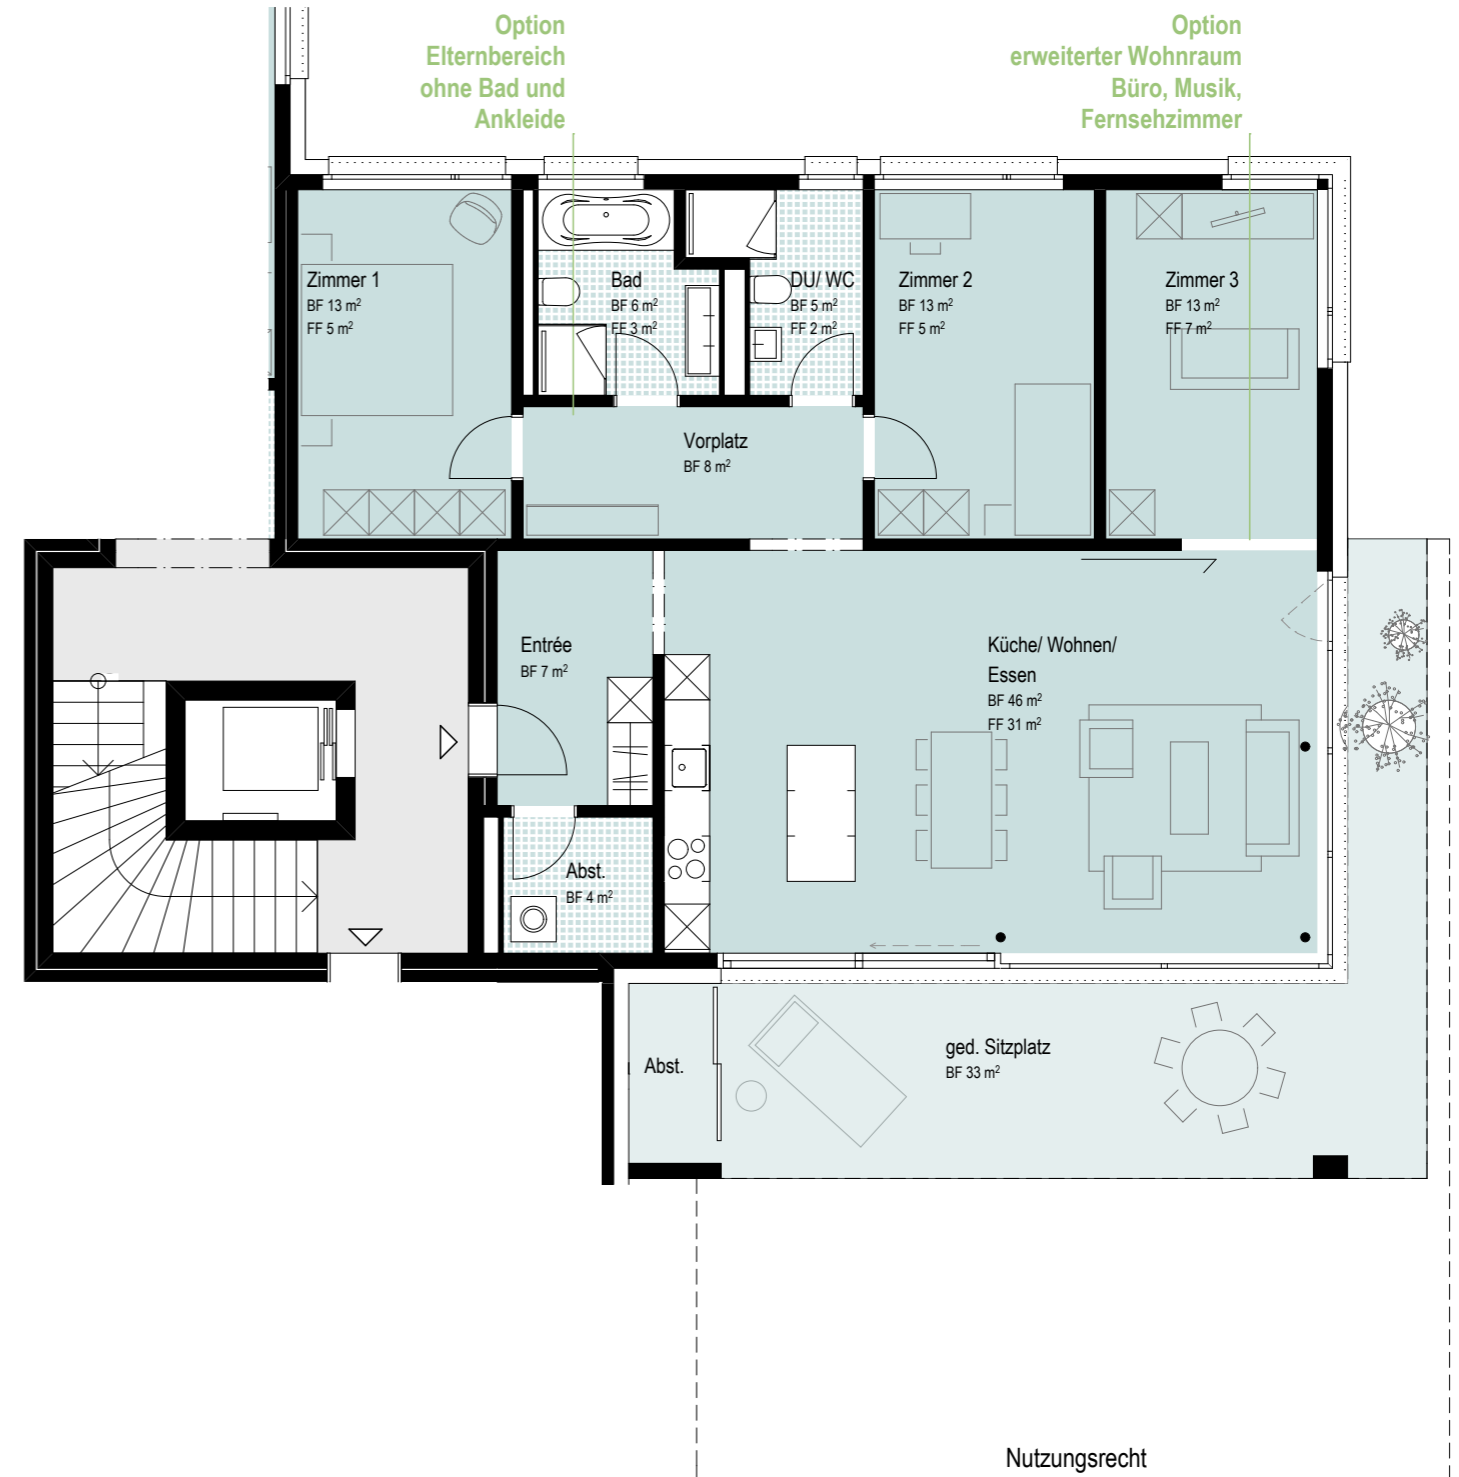 Option
Elternbereich
ohne Bad und
Ankleide
Option
erweiterter Wohnraum
Büro, Musik,
Fernsehzimmer
Zimmer 1
BF 13 m²
FF 5 m²
Bad
BF 6 m²
FF 3 m²
DU/ WC
BF 5 m²
FF 2 m²
Zimmer 2
BF 13 m²
FF 5 m²
Zimmer 3
BF 13 m²
FF 7 m²
Vorplatz
BF 8 m²
Entrée
BF 7 m²
Küche/ Wohnen/
Essen
BF 46 m²
FF 31 m²
Abst.
BF 4 m²
Abst.
ged. Sitzplatz
BF 33 m²
Nutzungsrecht